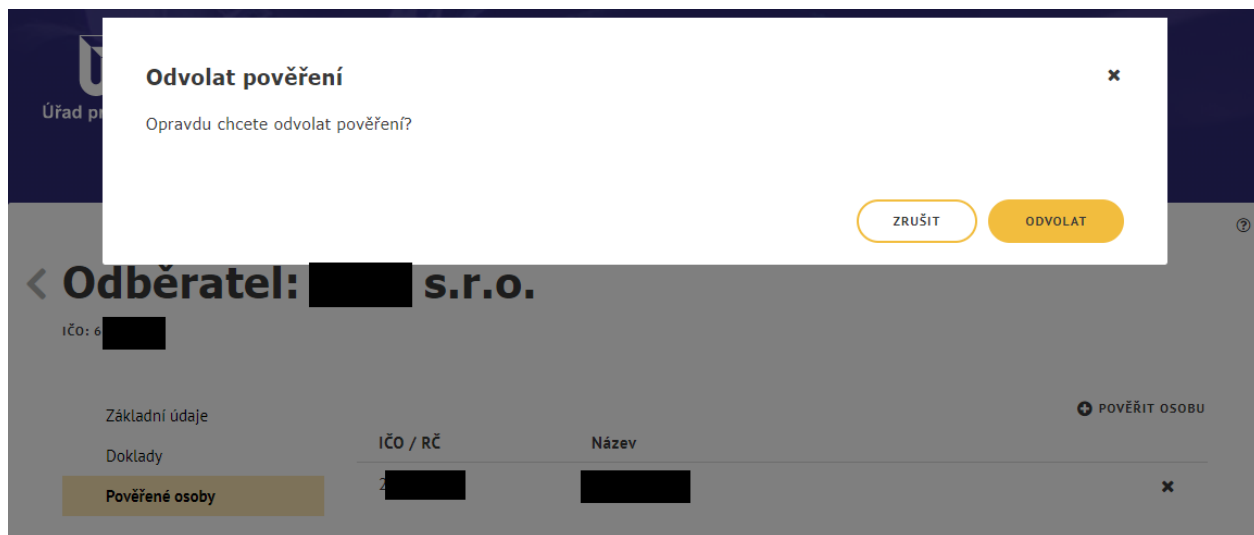 Odvolat pověření
Opravdu chcete odvolat pověření?
Úřad pr
ZRUŠIT
ODVOLAT
Odběratel: s.r.o.
IČO: 6
Základní údaje
Doklady
Pověřené osoby
POVĚŘIT OSOBU
IČO / RČ Název
2